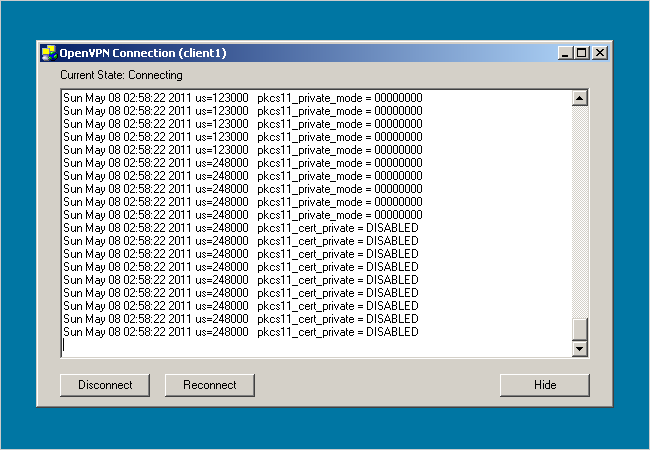 OpenVPN Connection (client1)
Current State: Connecting
Sun May 08 02:58:22 2011 us=123000 pkcs11_private_mode = 00000000
Sun May 08 02:58:22 2011 us=123000 pkcs11_private_mode = 00000000
Sun May 08 02:58:22 2011 us=123000 pkcs11_private_mode = 00000000
Sun May 08 02:58:22 2011 us=123000 pkcs11_private_mode = 00000000
Sun May 08 02:58:22 2011 us=123000 pkcs11_private_mode = 00000000
Sun May 08 02:58:22 2011 us=248000 pkcs11_private_mode = 00000000
Sun May 08 02:58:22 2011 us=248000 pkcs11_private_mode = 00000000
Sun May 08 02:58:22 2011 us=248000 pkcs11_private_mode = 00000000
Sun May 08 02:58:22 2011 us=248000 pkcs11_private_mode = 00000000
Sun May 08 02:58:22 2011 us=248000 pkcs11_private_mode = 00000000
Sun May 08 02:58:22 2011 us=248000 pkcs11_cert_private = DISABLED
Sun May 08 02:58:22 2011 us=248000 pkcs11_cert_private = DISABLED
Sun May 08 02:58:22 2011 us=248000 pkcs11_cert_private = DISABLED
Sun May 08 02:58:22 2011 us=248000 pkcs11_cert_private = DISABLED
Sun May 08 02:58:22 2011 us=248000 pkcs11_cert_private = DISABLED
Sun May 08 02:58:22 2011 us=248000 pkcs11_cert_private = DISABLED
Sun May 08 02:58:22 2011 us=248000 pkcs11_cert_private = DISABLED
Sun May 08 02:58:22 2011 us=248000 pkcs11_cert_private = DISABLED
Sun May 08 02:58:22 2011 us=248000 pkcs11_cert_private = DISABLED
Disconnect
Reconnect
Hide